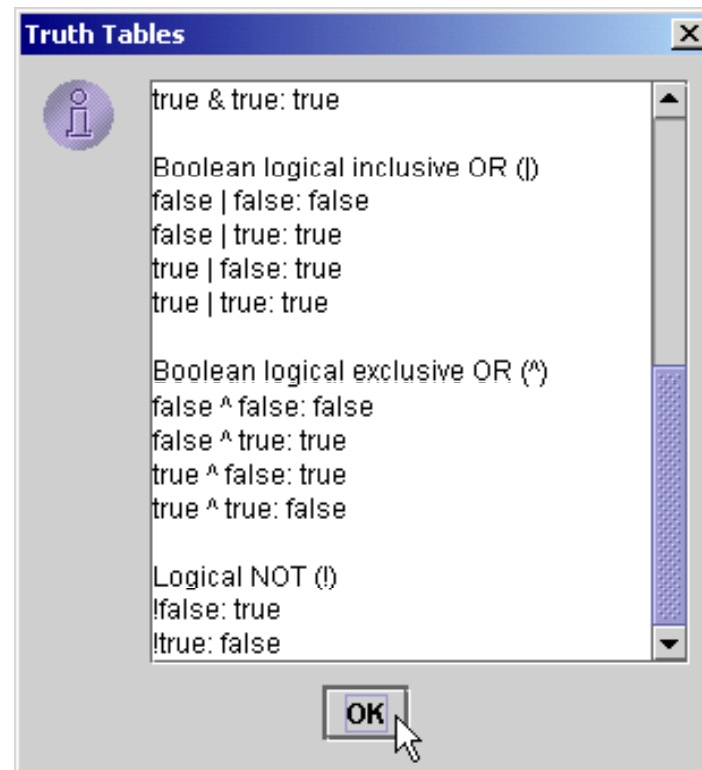 Truth Tables
true & true: true
Boolean logical inclusive OR (|)
false | false: false
false | true: true
true | false: true
true | true: true
Boolean logical exclusive OR (^)
false ^ false: false
false ^ true: true
true ^ false: true
true ^ true: false
Logical NOT (!)
!false: true
!true: false
OK